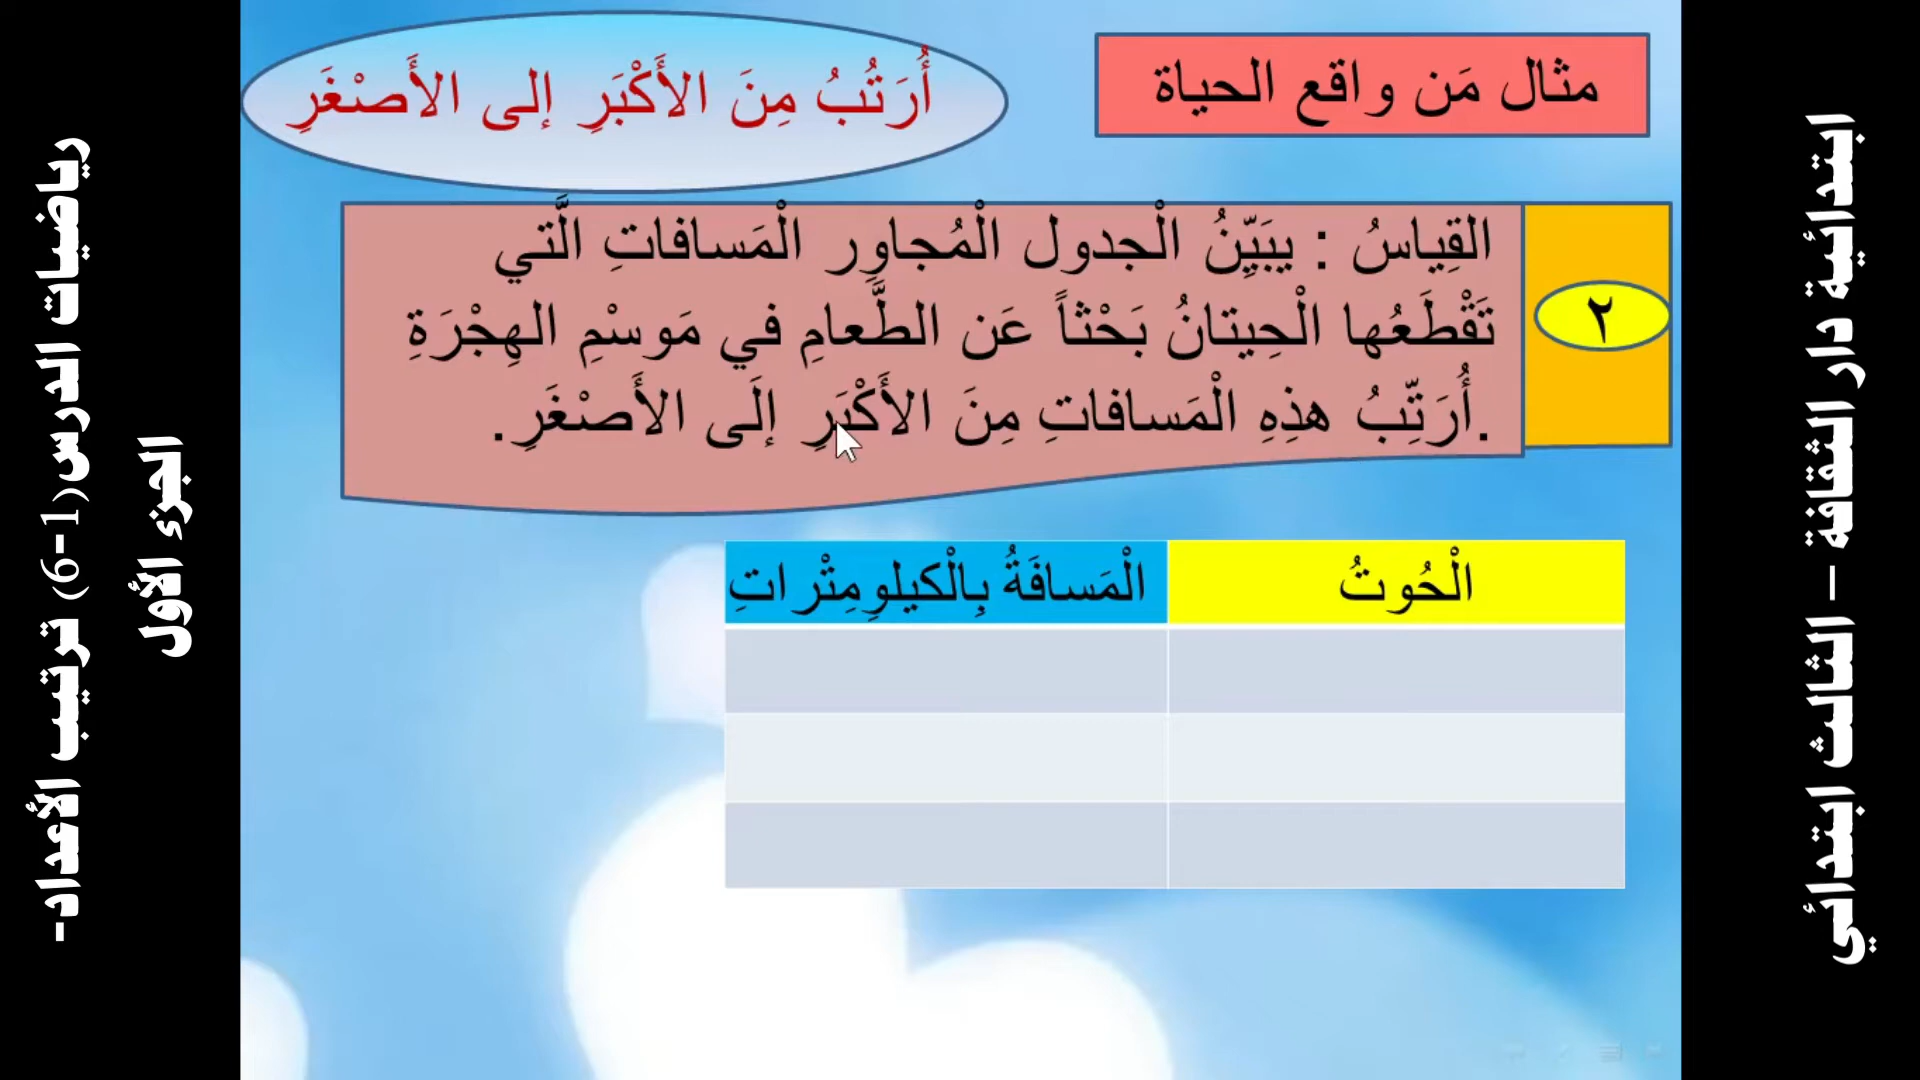 مثال مَن واقع الحياة
أُرَتُبُ مِنَ الأَكْبَرِ إلى الأَصْغَرِ
٢
القِياسُ : يبَيِّنُ الْجدول الْمُجاوِر الْمَسافاتِ الَّتي
تَقْطَعُها الْحِيتانُ بَحْثاً عَن الطَّعامِ في مَوسْمِ الهِجْرَةِ
.أُرَتِّبُ هذِهِ الْمَسافاتِ مِنَ الأَكْبَرِ إلَى الأَصْغَرِ.
الْحُوتُ
الْمَسافَةُ بِالْكيلوِمِتْراتِ
ابتدائية دار الثقافة – الثالث ابتدائي
رياضيات الدرس(1-6) ترتيب الأعداد-
الجزء الأول